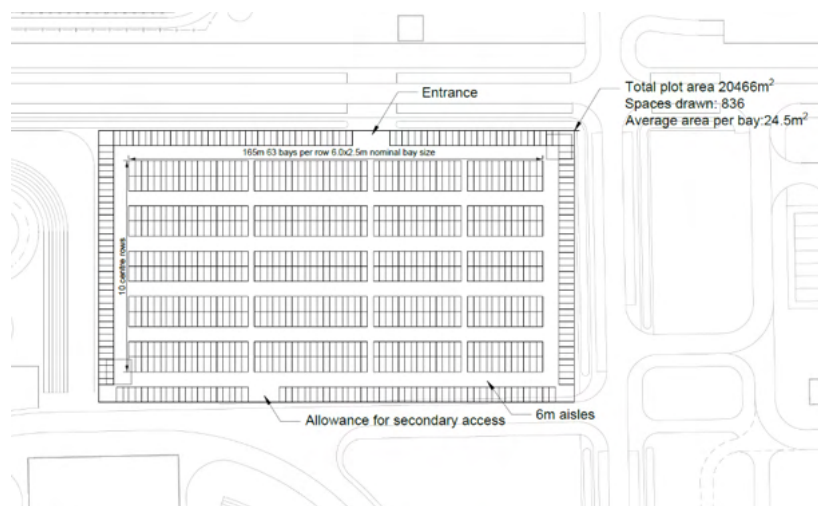 Entrance
Total plot area 20466m²
Spaces drawn: 836
Average area per bay:24.5m²
165m 63 bays per row 6.0x2.5m nominal bay size
10 centre rows
6m aisles
Allowance for secondary access